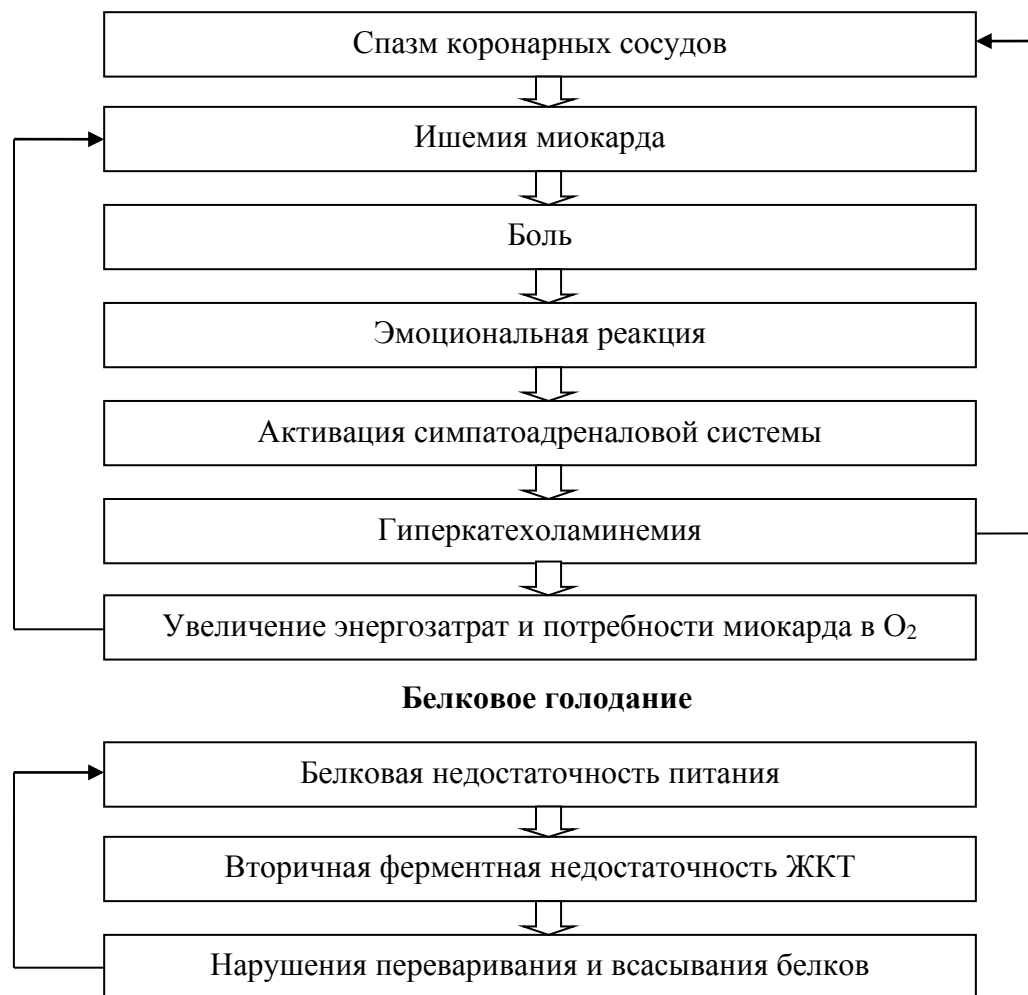 Спазм коронарных сосудов
Ишемия миокарда
Боль
Эмоциональная реакция
Активация симпатоадреналовой системы
Гиперкатехоламинемия
Увеличение энергозатрат и потребности миокарда в O₂
Белковое голодание
Белковая недостаточность питания
Вторичная ферментная недостаточность ЖКТ
Нарушения переваривания и всасывания белков